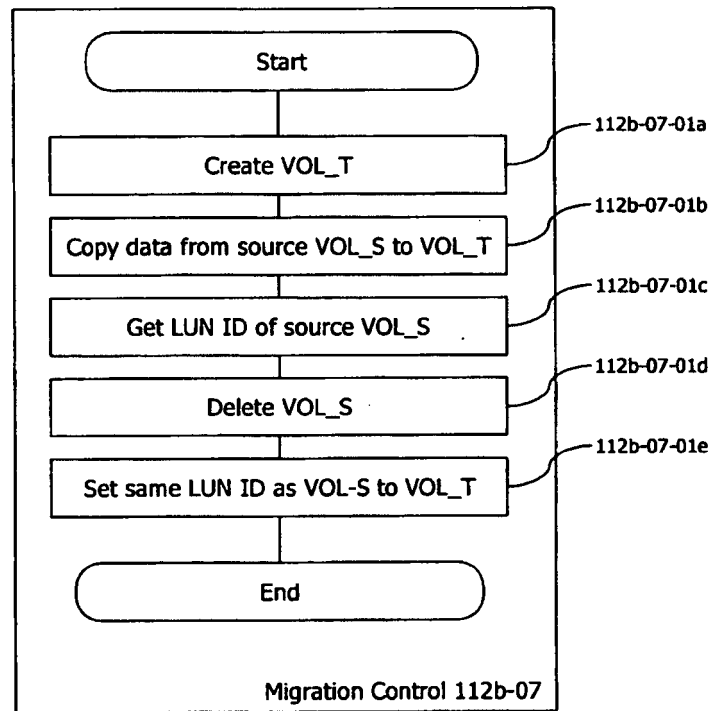 Start
Create VOL_T
112b-07-01a
Copy data from source VOL_S to VOL_T
112b-07-01b
Get LUN ID of source VOL_S
112b-07-01c
Delete VOL_S
112b-07-01d
Set same LUN ID as VOL-S to VOL_T
112b-07-01e
End
Migration Control 112b-07